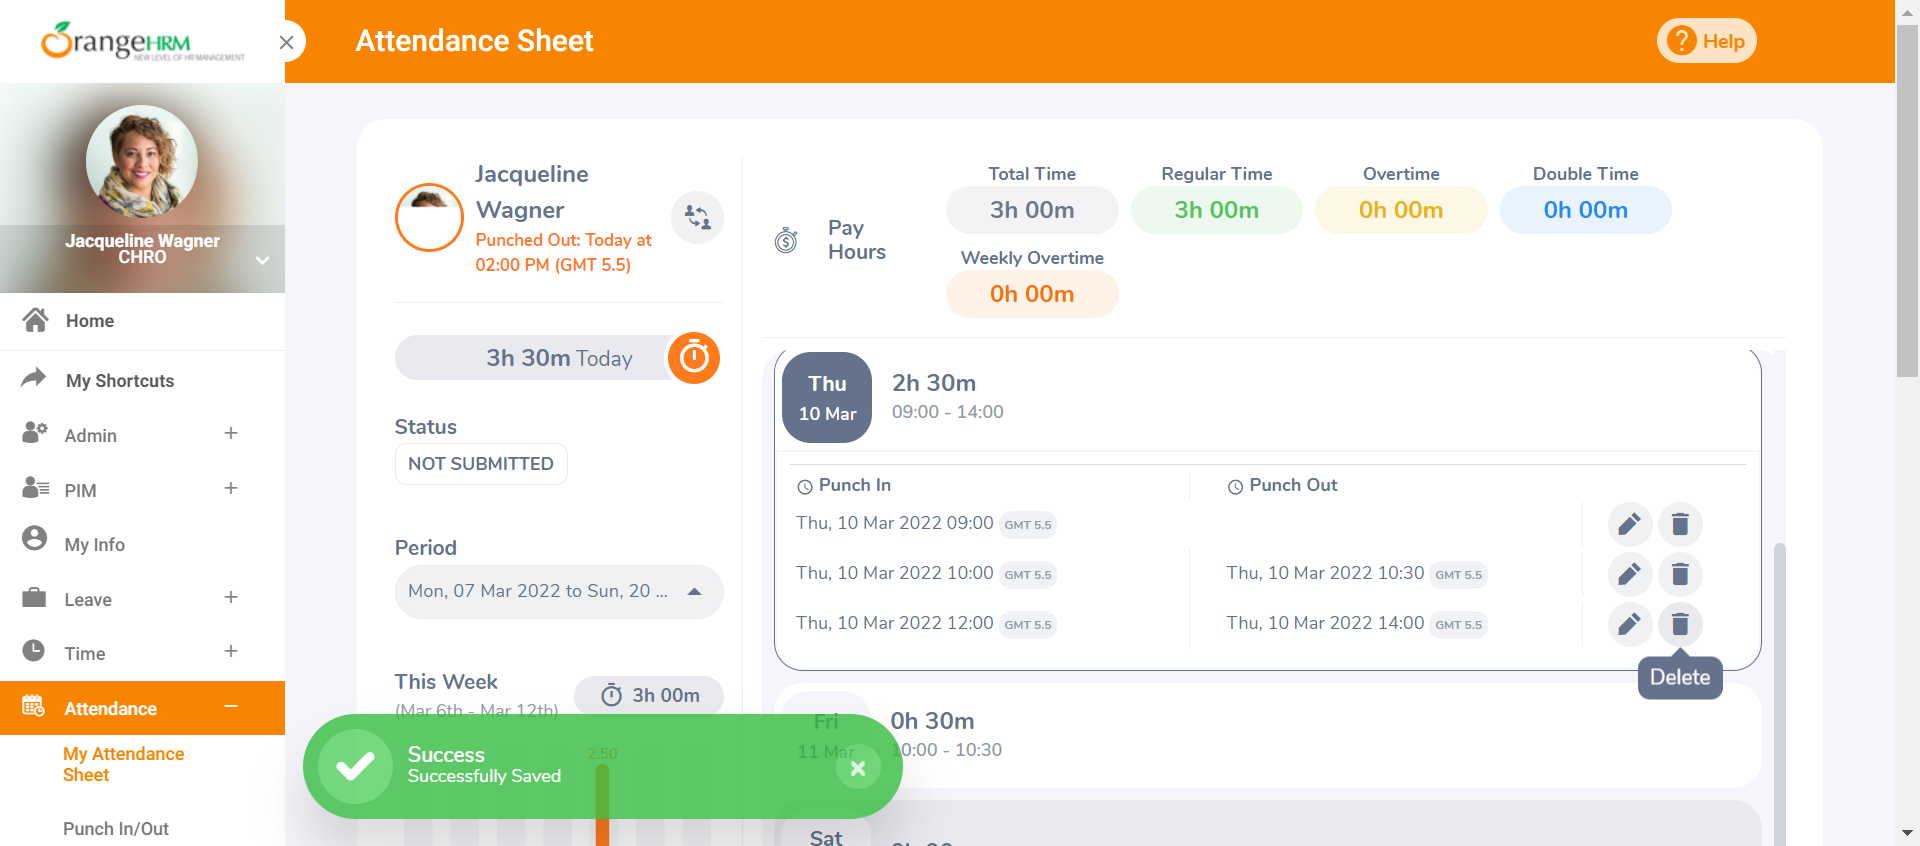 OrangeHRM
NEW LEVEL OF HR MANAGEMENT
Attendance Sheet
Help
Jacqueline Wagner
CHRO
Home
My Shortcuts
Admin
PIM
My Info
Leave
Time
Attendance
My Attendance
Sheet
Punch In/Out
Jacqueline
Wagner
Punched Out: Today at
02:00 PM (GMT 5.5)
3h 30m Today
Status
NOT SUBMITTED
Period
Mon, 07 Mar 2022 to Sun, 20 ...
This Week
(Mar 6th - Mar 12th)
3h 00m
2.50
Success
Successfully Saved
Pay
Hours
Total Time
3h 00m
Regular Time
3h 00m
Overtime
0h 00m
Double Time
0h 00m
Weekly Overtime
0h 00m
Thu
10 Mar
2h 30m
09:00 - 14:00
Punch In
Punch Out
Thu, 10 Mar 2022 09:00 GMT 5.5
Thu, 10 Mar 2022 10:00 GMT 5.5
Thu, 10 Mar 2022 10:30 GMT 5.5
Thu, 10 Mar 2022 12:00 GMT 5.5
Thu, 10 Mar 2022 14:00 GMT 5.5
Delete
Fri
11 Mar
0h 30m
10:00 - 10:30
Sat